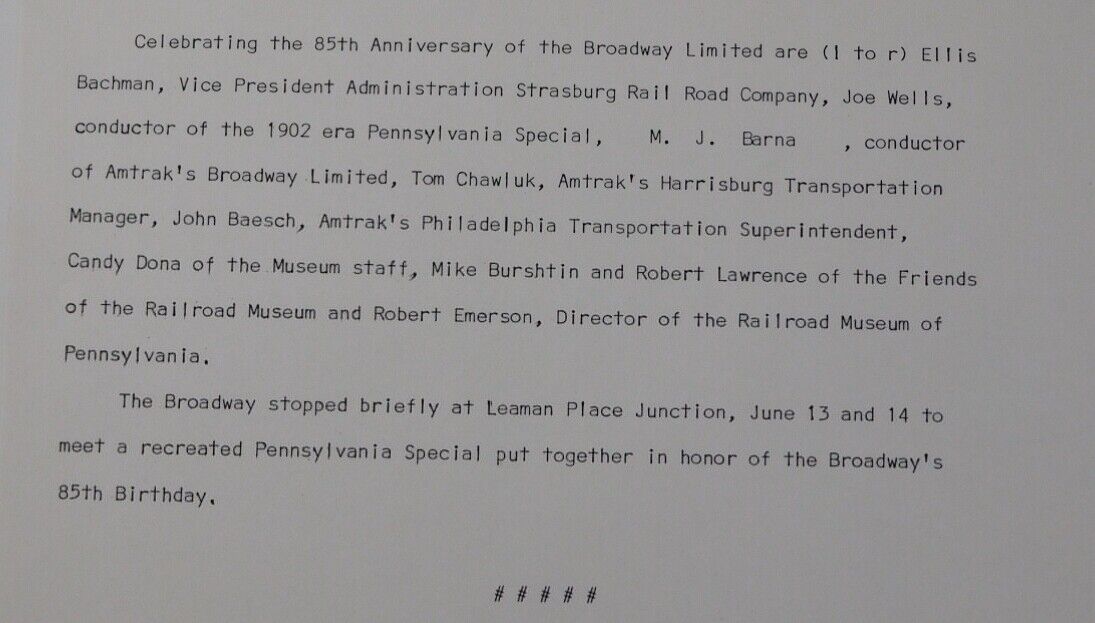 Celebrating the 85th Anniversary of the Broadway Limited are (l to r) Ellis
Bachman, Vice President Administration Strasburg Rail Road Company, Joe Wells,
conductor of the 1902 era Pennsylvania Special, M. J. Barna , conductor
of Amtrak's Broadway Limited, Tom Chawluk, Amtrak's Harrisburg Transportation
Manager, John Baesch, Amtrak's Philadelphia Transportation Superintendent,
Candy Dona of the Museum staff, Mike Burshtin and Robert Lawrence of the Friends
of the Railroad Museum and Robert Emerson, Director of the Railroad Museum of
Pennsylvania.
The Broadway stopped briefly at Leaman Place Junction, June 13 and 14 to
meet a recreated Pennsylvania Special put together in honor of the Broadway's
85th Birthday.
# # # # #